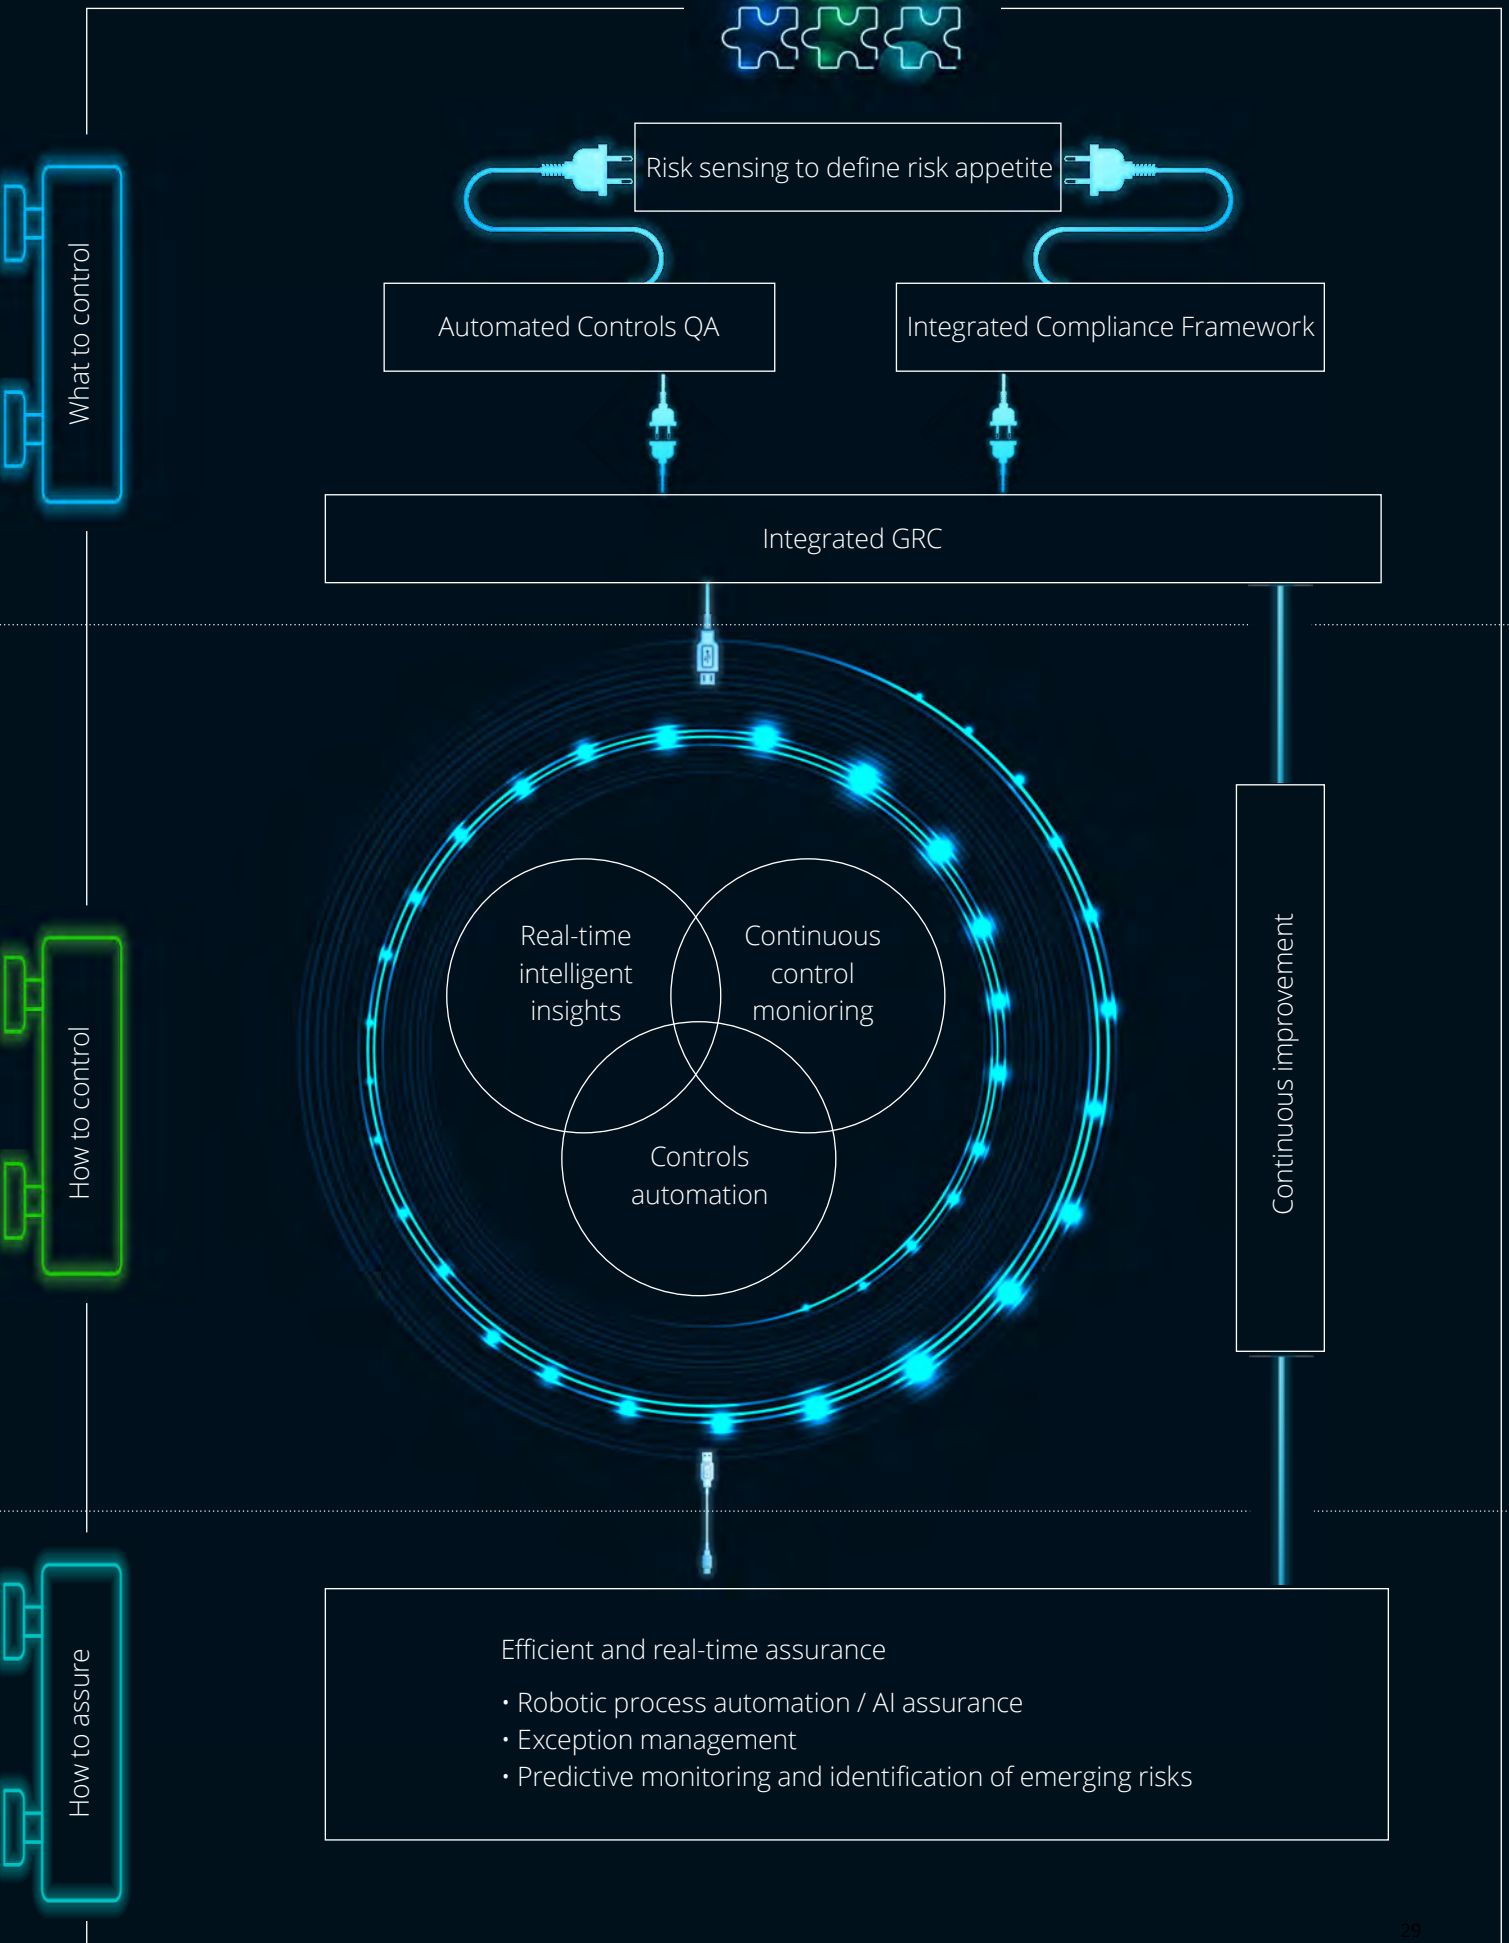 Risk sensing to define risk appetite
What to control
Automated Controls QA
Integrated Compliance Framework
Integrated GRC
How to control
Real-time
intelligent
insights
Continuous
control
monioring
Controls
automation
Continuous improvement
How to assure
Efficient and real-time assurance
• Robotic process automation / AI assurance
• Exception management
• Predictive monitoring and identification of emerging risks
29